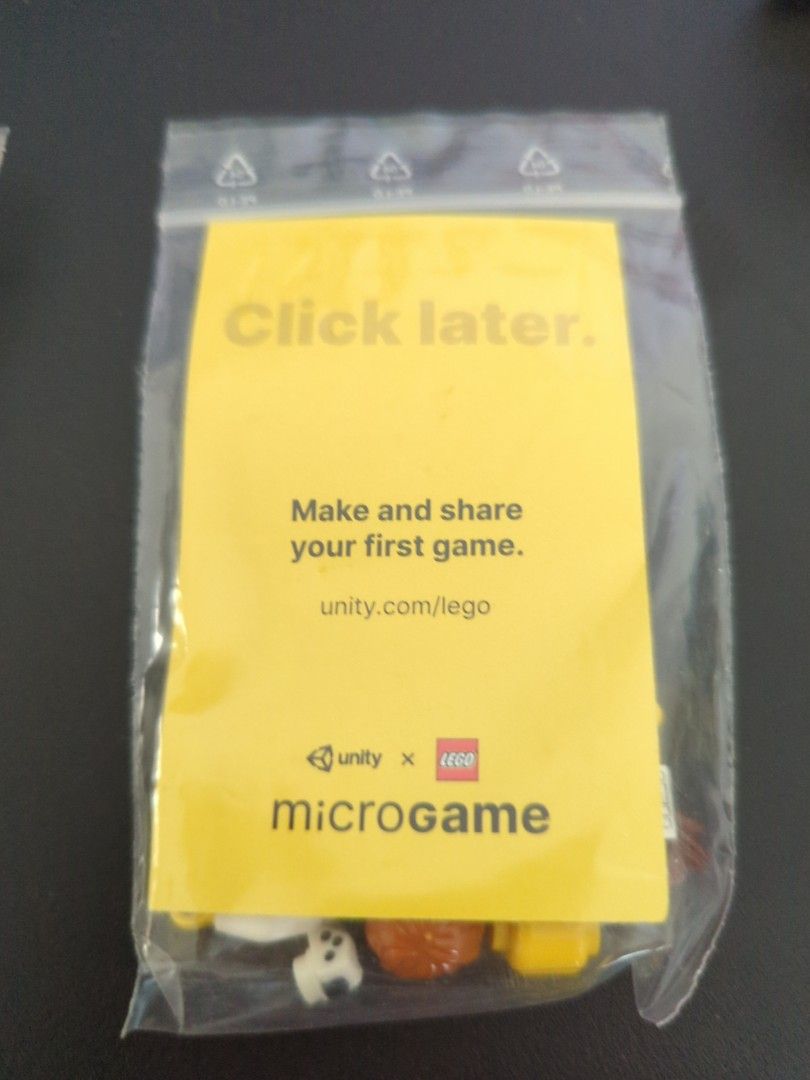 Click later.
Make and share
your first game.
unity.com/lego
unity × LEGO
microgame